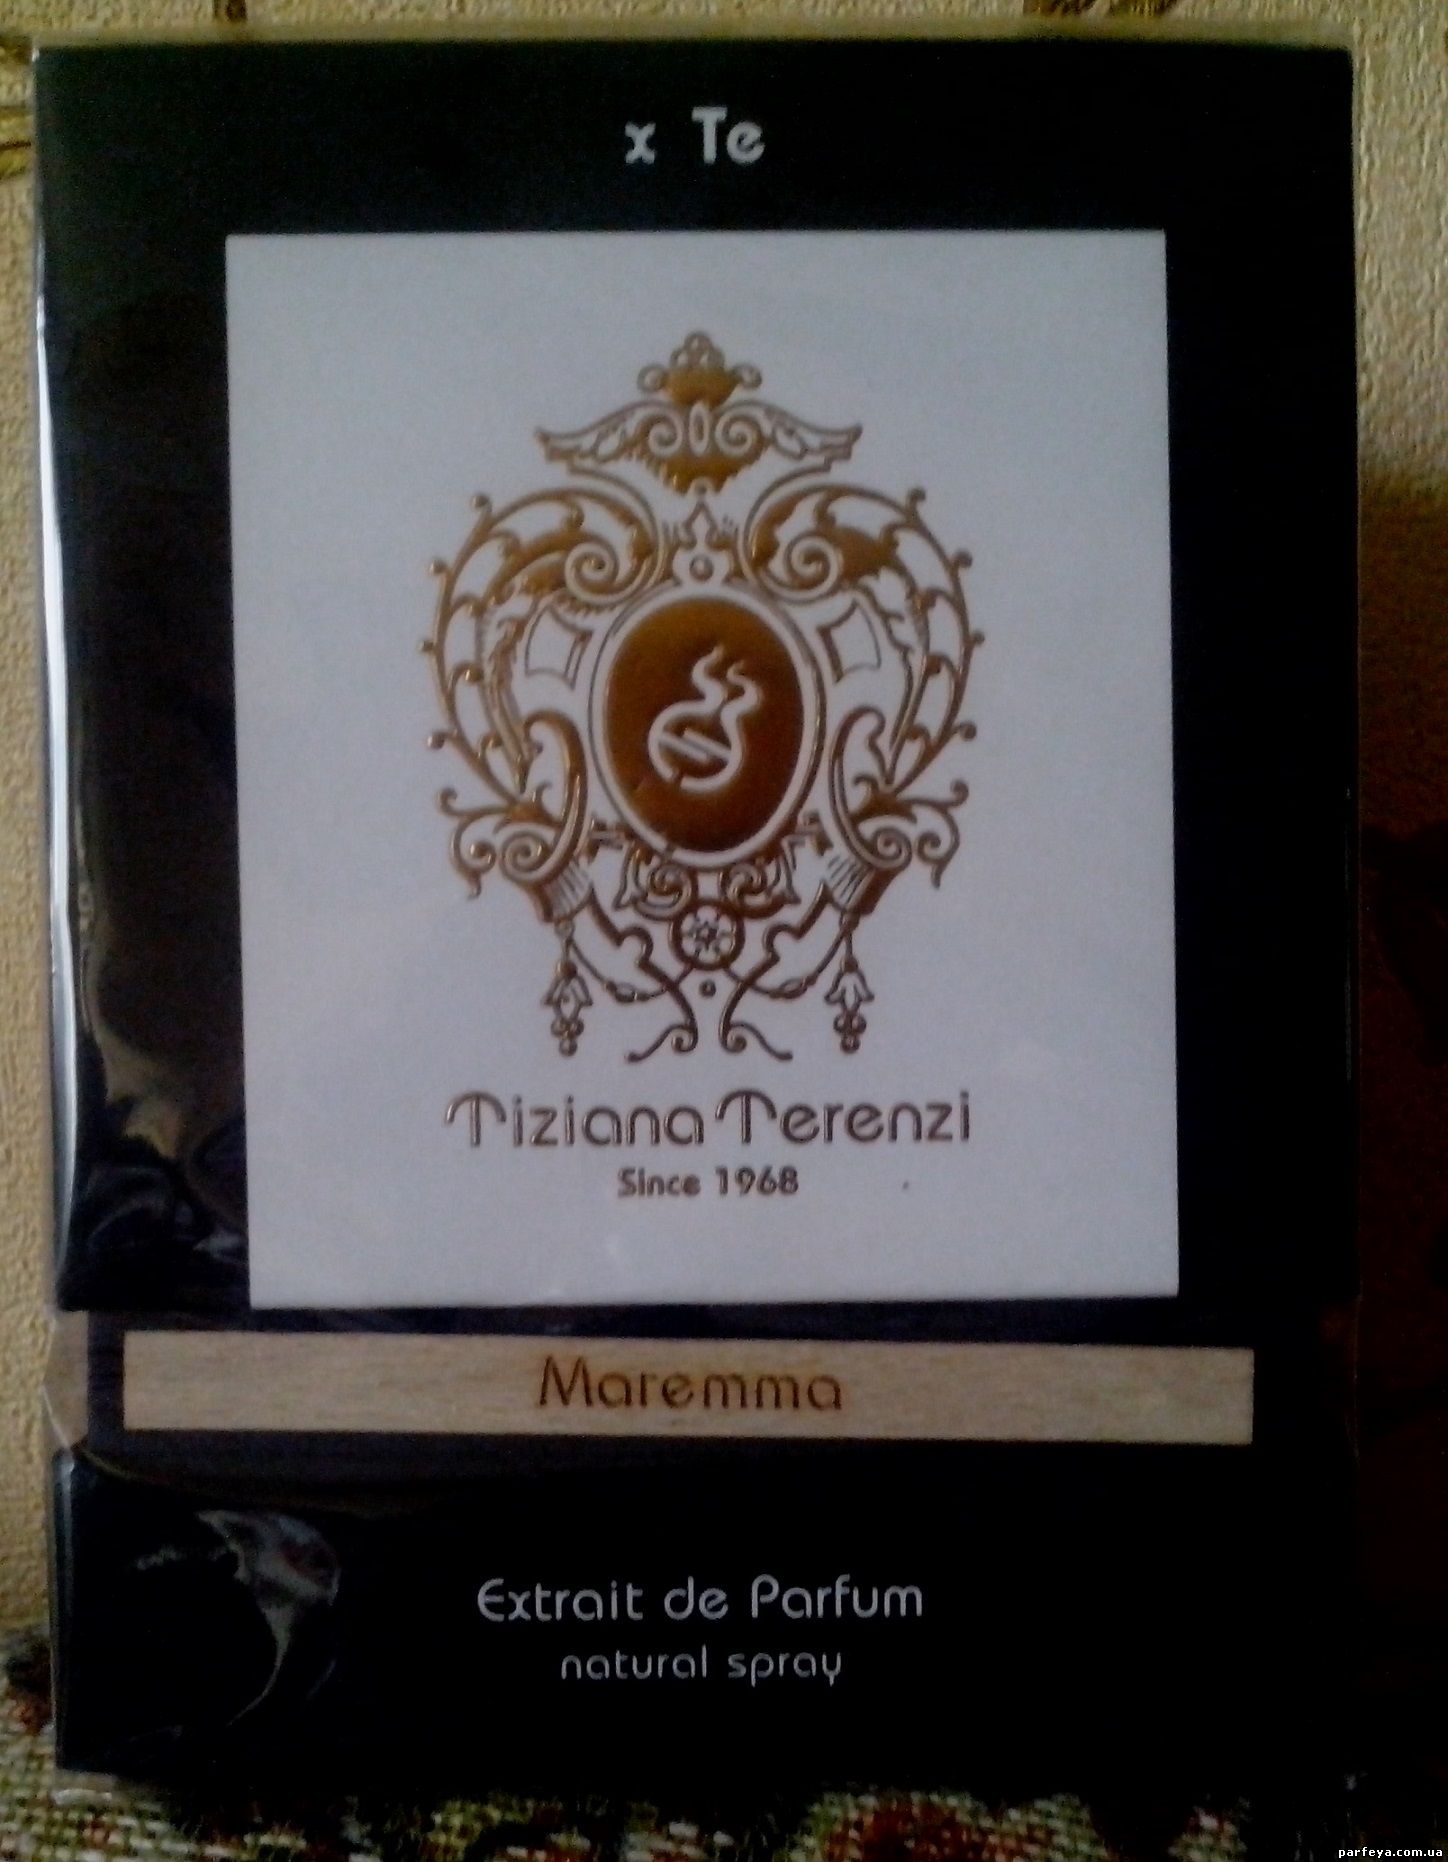 x Te
Tiziana Terenzi
Since 1968
Maremma
Extrait de Parfum
natural spray
parfeya.com.ua